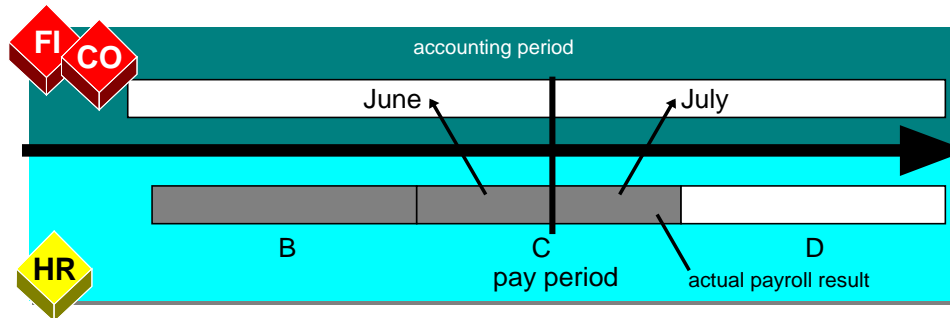 FI
CO
accounting period
June
July
B
C
D
HR
pay period
actual payroll result